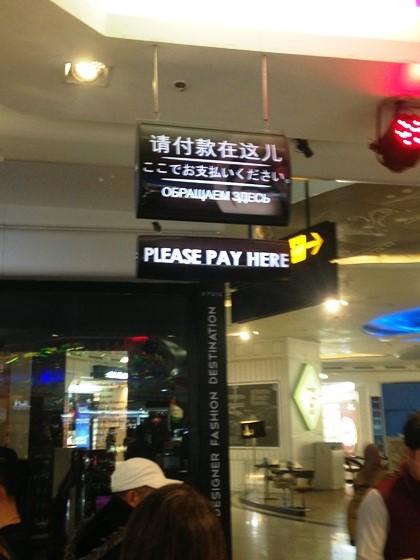 请付款在这儿
ここでお支払いください。
ОБРАЩАЕМ ЗДЕСЬ
PLEASE PAY HERE
DESIGNER FASHION DESTINATION